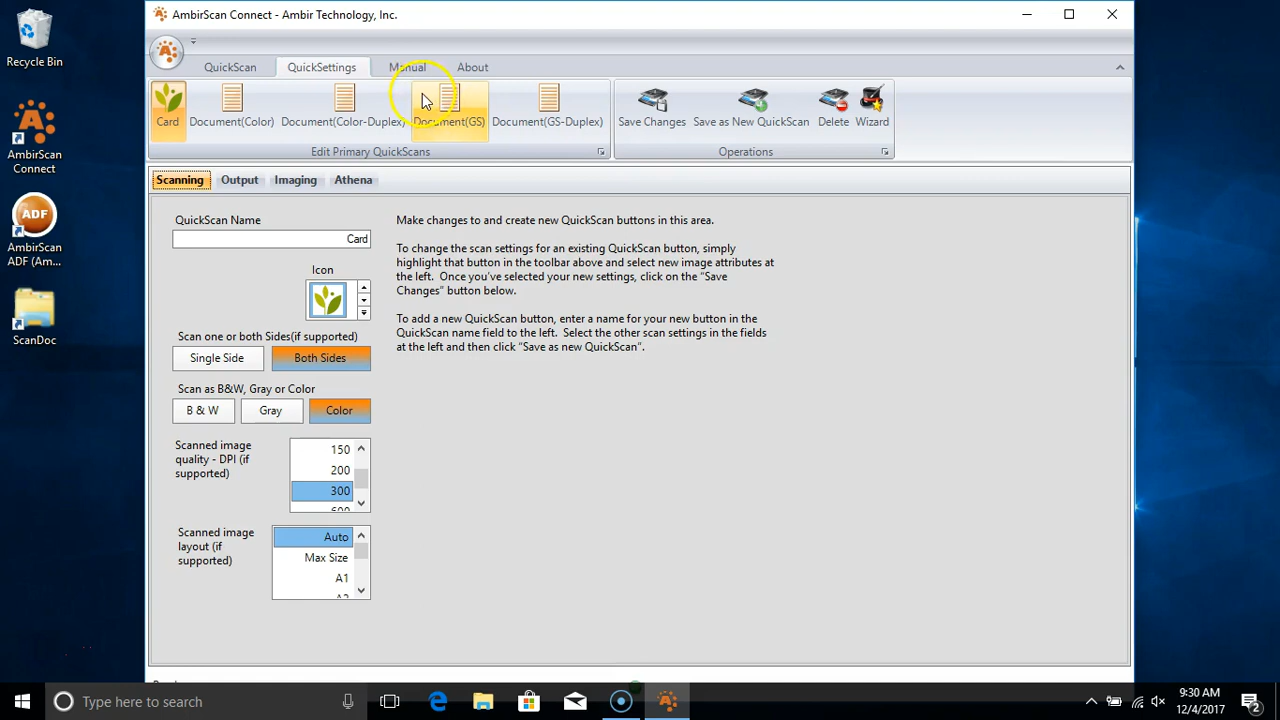 Recycle Bin
AmbirScan
Connect
ADF
AmbirScan
ADF (Am...
ScanDoc
AmbirScan Connect - Ambir Technology, Inc.
QuickScan
QuickSettings
Manual
About
Card
Document(Color)
Document(Color-Duplex)
Document(GS)
Document(GS-Duplex)
Save Changes
Save as New QuickScan
Delete
Wizard
Edit Primary QuickScans
Operations
Scanning
Output
Imaging
Athena
QuickScan Name
Card
Icon
Scan one or both Sides(if supported)
Single Side
Both Sides
Scan as B&W, Gray or Color
B & W
Gray
Color
Scanned image
quality - DPI (if
supported)
150
200
300
600
Scanned image
layout (if
supported)
Auto
Max Size
A1
A2
Make changes to and create new QuickScan buttons in this area.
To change the scan settings for an existing QuickScan button, simply
highlight that button in the toolbar above and select new image attributes at
the left. Once you've selected your new settings, click on the "Save
Changes" button below.
To add a new QuickScan button, enter a name for your new button in the
QuickScan name field to the left. Select the other scan settings in the fields
at the left and then click "Save as new QuickScan".
Type here to search
9:30 AM
12/4/2017
2